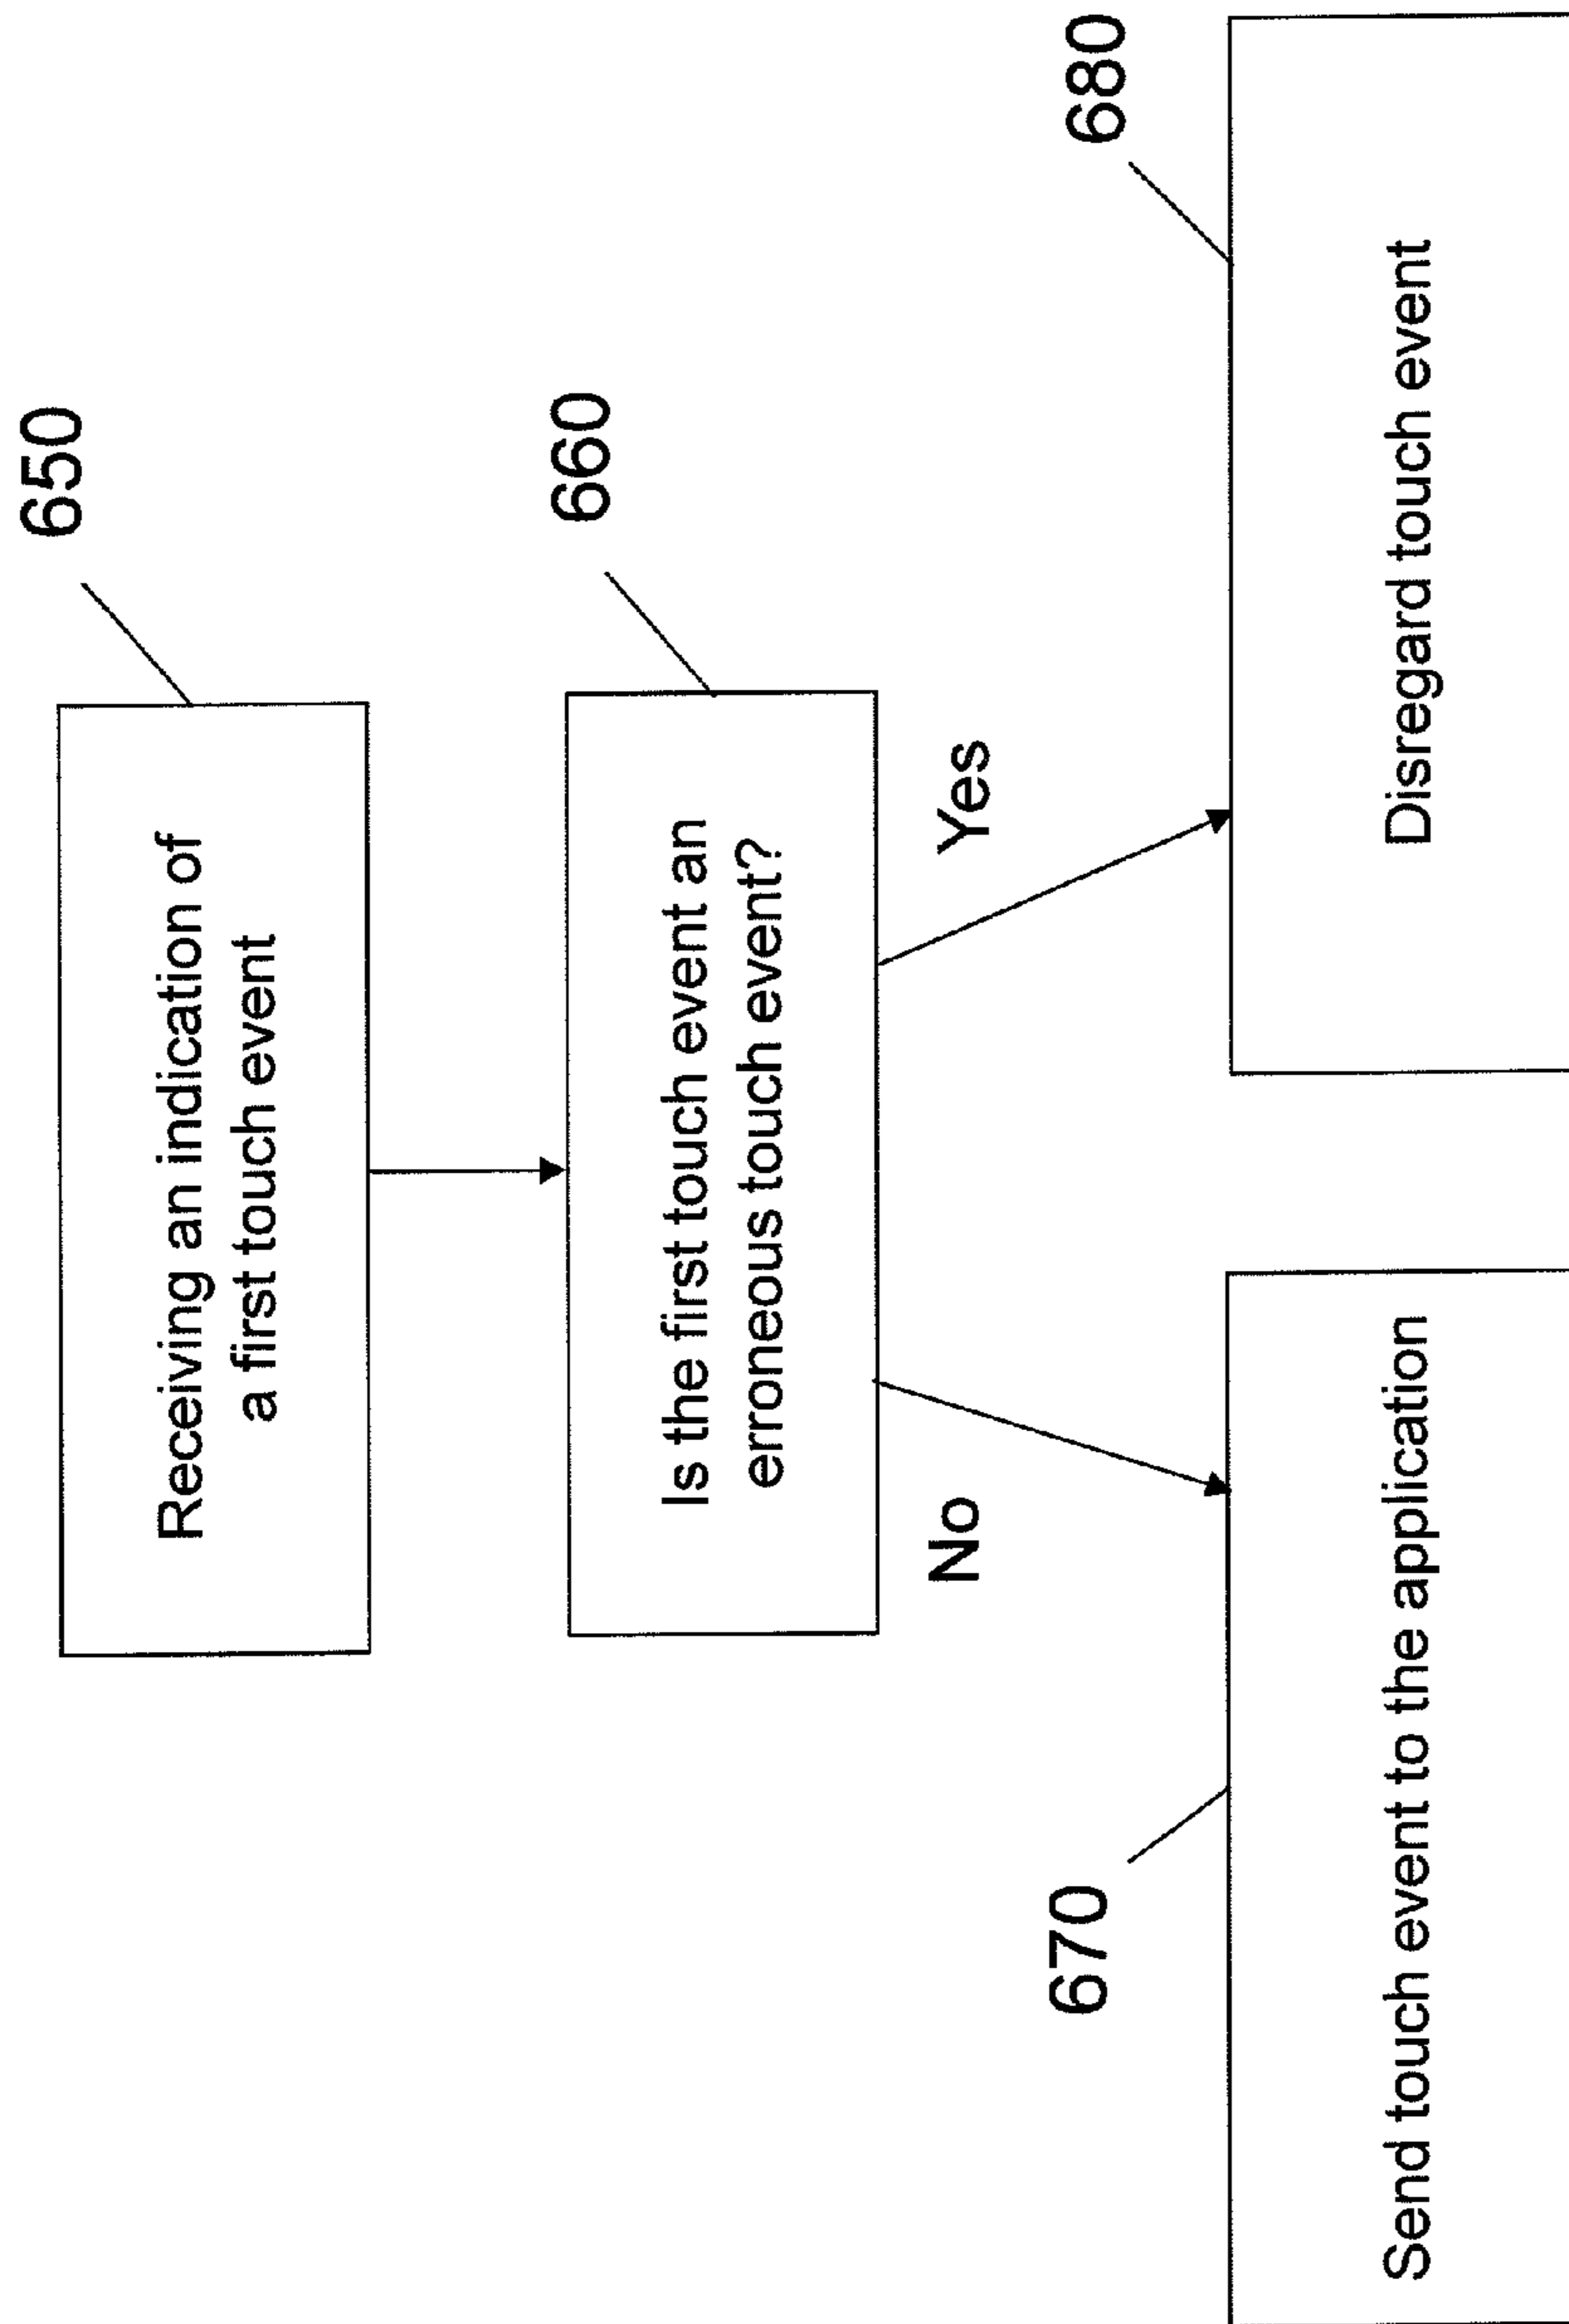 650
Receiving an indication of
a first touch event
660
Is the first touch event an
erroneous touch event?
No
Yes
670
680
Send touch event to the application
Disregard touch event